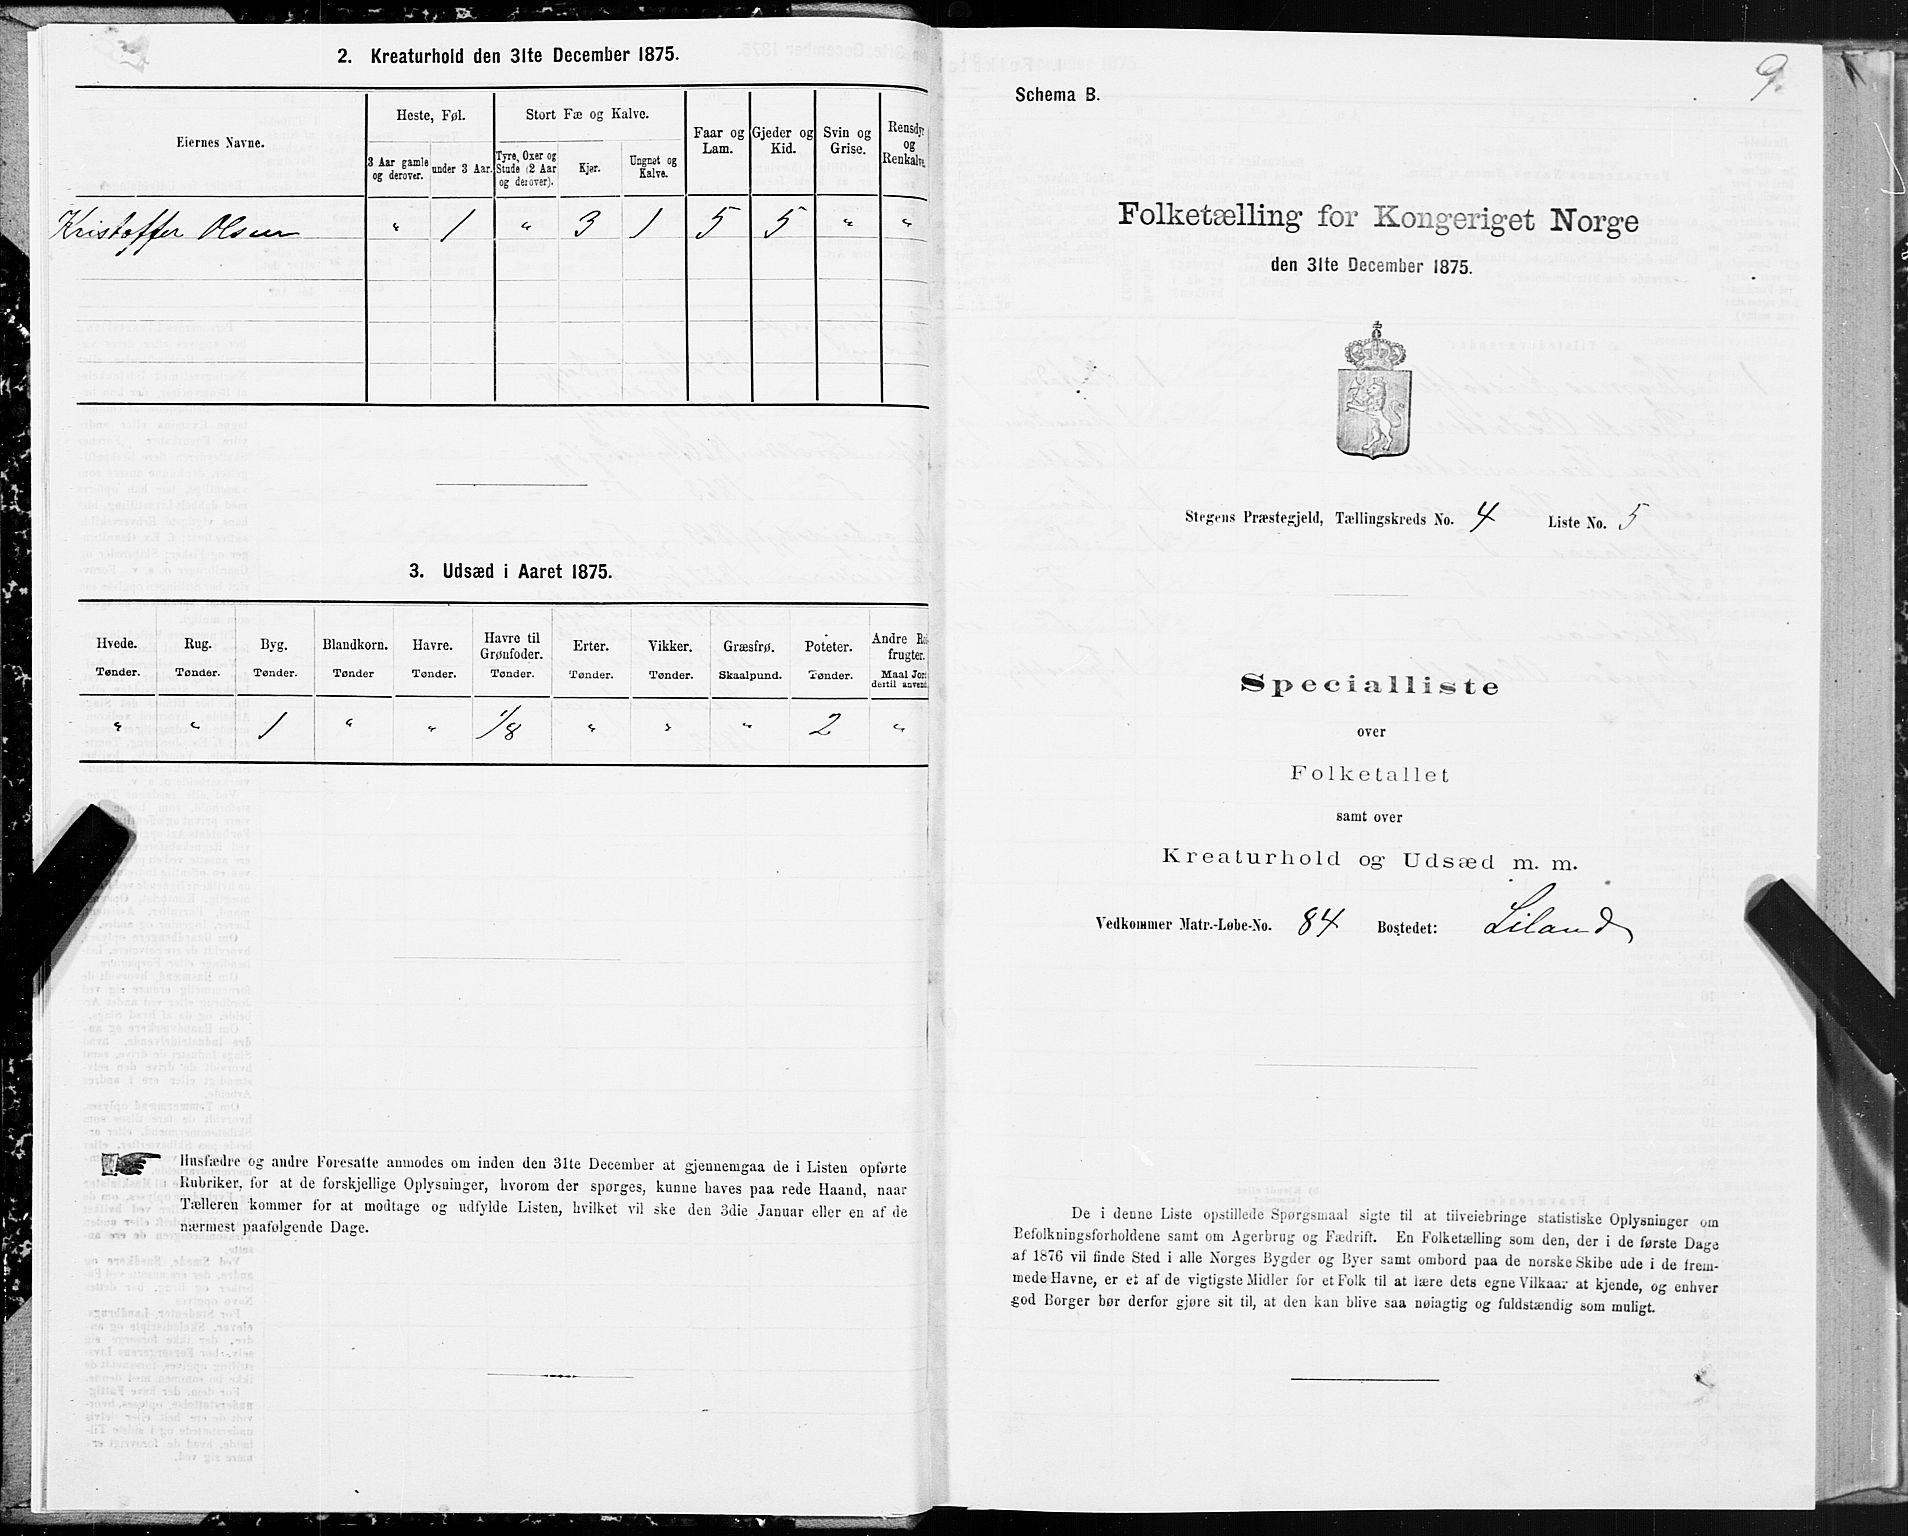 2. Kreaturhold den 31te December 1875.
Eiernes Navne.
Heste, Føl.
Stort Fæ og Kalve.
Faar og Lam.
Gjeder og Kid.
Svin og Grise.
Rensdyr og Renkalve.
3 Aar gamle og derover.
under 3 Aar.
Tyre, Oxer og Stude (2 Aar og derover).
Kjør.
Ungnøt og Kalve.
Kristoffer Olsen " 1 " 3 1 5 5 " "
3. Udsæd i Aaret 1875.
Hvede. Rug. Byg. Blandkorn. Havre. Havre til Grønfoder. Erter. Vikker. Græsfrø. Poteter. Andre frugter.
Tønder. Tønder. Tønder. Tønder Tønder. Tønder. Tønder. Tønder. Skaalpund. Tønder. Maal Jord dertil anvendt
" " 1 " " 1/8 " " " 2 "
Husfædre og andre Foresatte anmodes om inden den 31te December at gjennemgaa de i Listen opførte
Rubriker, for at de forskjellige Oplysninger, hvorom der spørges, kunne haves paa rede Haand, naar
Tælleren kommer for at modtage og udfylde Listen, hvilket vil ske den 3die Januar eller en af de
nærmest paafølgende Dage.
9
Schema B.
Folketælling for Kongeriget Norge
den 31te December 1875.
Stegens Præstegjeld, Tællingskreds No. 4 Liste No. 5
Specialliste
over
Folketallet
samt over
Kreaturhold og Udsæd m. m.
Vedkommer Matr.-Løbe-No. 84 Bostedet: Liland
De i denne Liste opstillede Spørgsmaal sigte til at tilveiebringe statistiske Oplysninger om
Befolkningsforholdene samt om Agerbrug og Fædrift. En Folketælling som den, der i de første Dage
af 1876 vil finde Sted i alle Norges Bygder og Byer samt ombord paa de norske Skibe ude i de frem-
mede Havne, er et af de vigtigste Midler for et Folk til at lære dets egne Vilkaar at kjende, og enhver
god Borger bør derfor gjøre sit til, at den kan blive saa nøiagtig og fuldstændig som muligt.